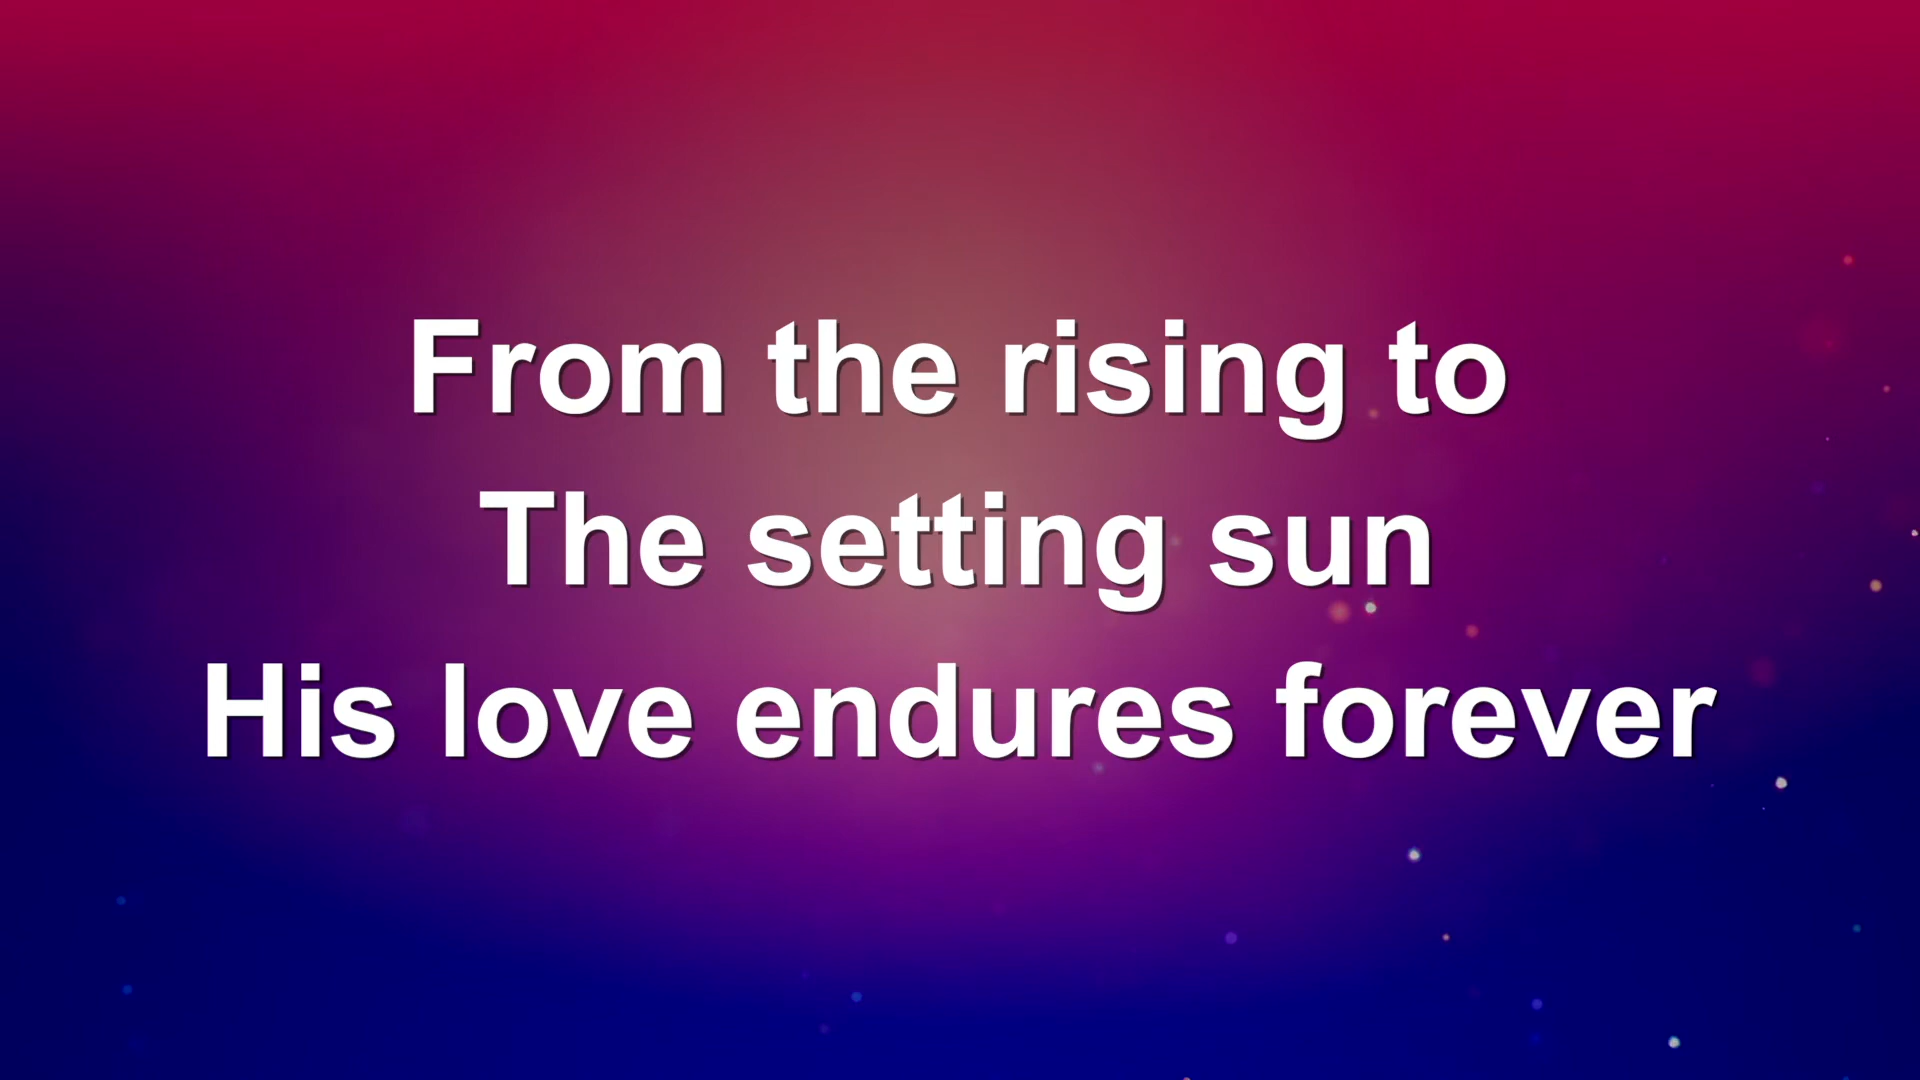 From the rising to
The setting sun
His love endures forever